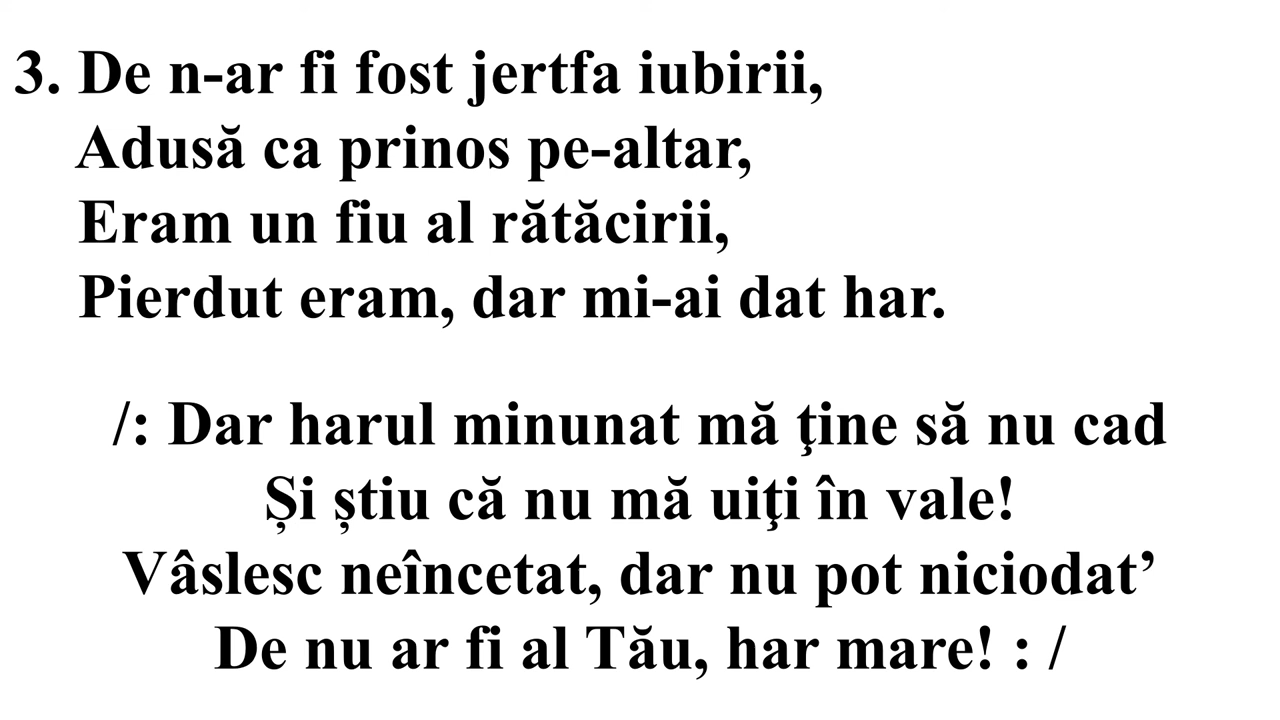 3. De n-ar fi fost jertfa iubirii,
Adusă ca prinos pe-altar,
Eram un fiu al rătăcirii,
Pierdut eram, dar mi-ai dat har.
/: Dar harul minunat mă ţine să nu cad
Și știu că nu mă uiţi în vale!
Vâslesc neîncetat, dar nu pot niciodat’
De nu ar fi al Tău, har mare! : /